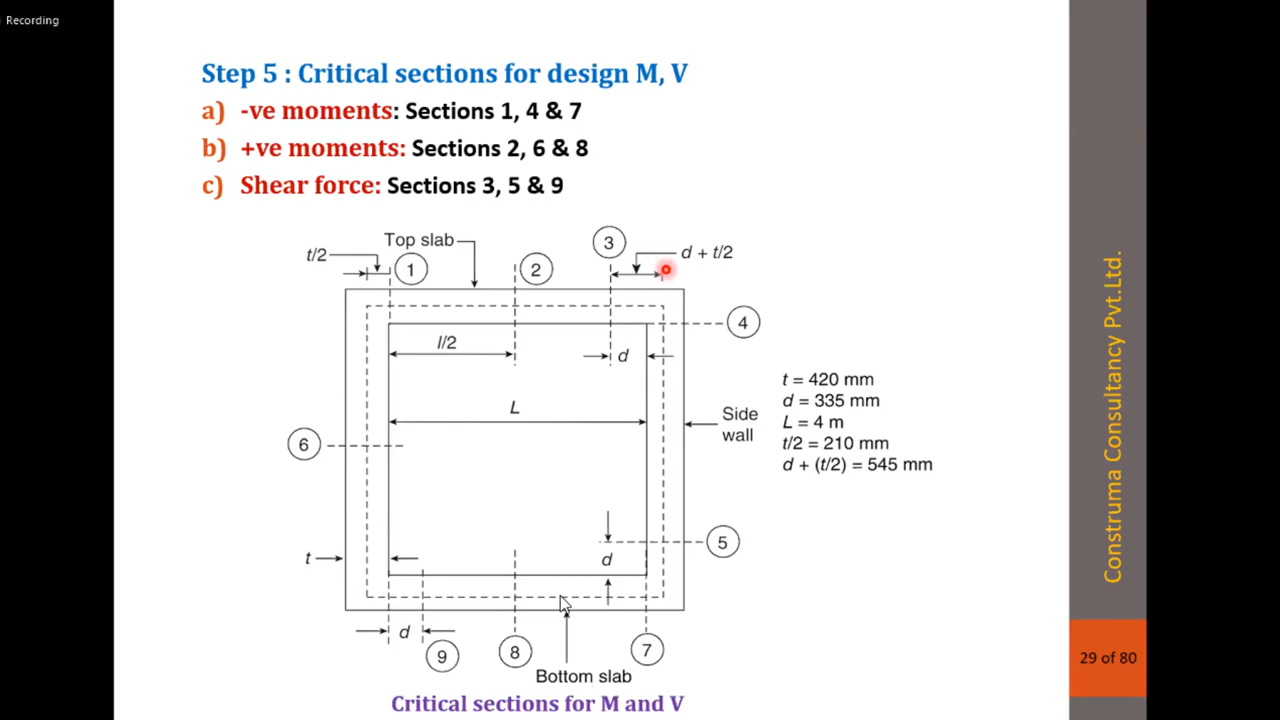 Recording
Step 5 : Critical sections for design M, V
a) -ve moments: Sections 1, 4 & 7
b) +ve moments: Sections 2, 6 & 8
c) Shear force: Sections 3, 5 & 9
Top slab
t/2
1
2
3
d + t/2
4
l/2
d
L
Side
wall
t = 420 mm
d = 335 mm
L = 4 m
t/2 = 210 mm
d + (t/2) = 545 mm
6
5
t
d
d
9
8
7
Bottom slab
Critical sections for M and V
Construma Consultancy Pvt.Ltd.
29 of 80